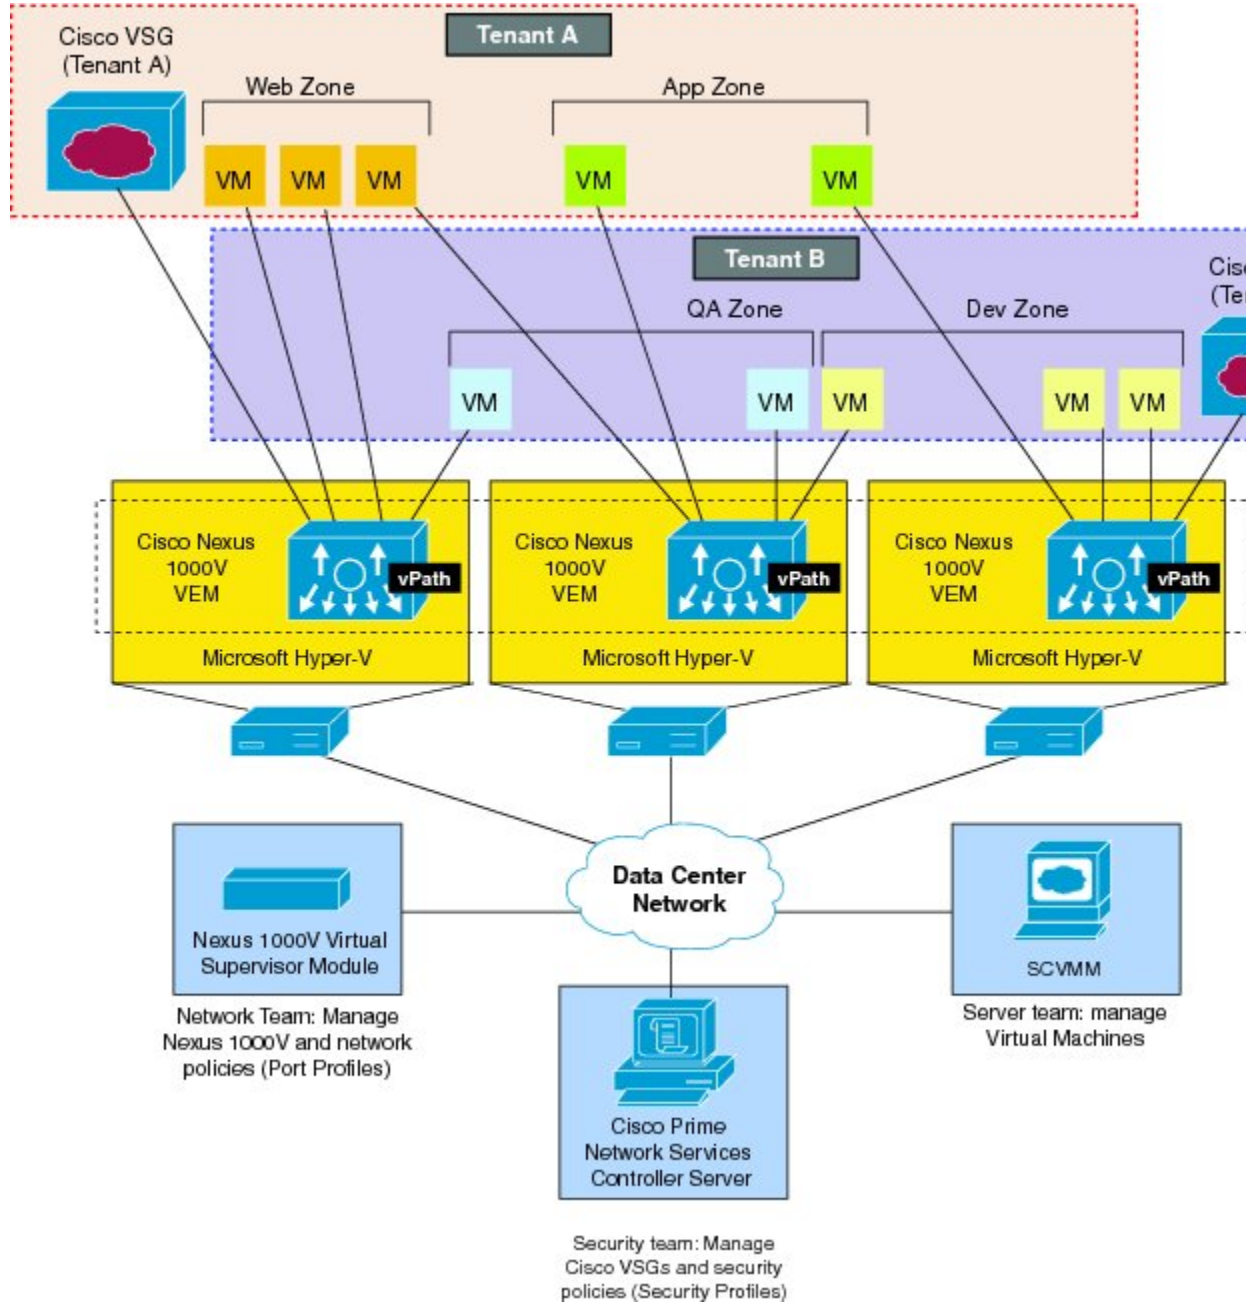 Tenant A
Cisco VSG
(Tenant A)
Web Zone
App Zone
VM
VM
VM
VM
VM
Tenant B
QA Zone
Dev Zone
VM
VM
VM
VM
VM
Cisco Nexus
1000V
VEM
vPath
Microsoft Hyper-V
Cisco Nexus
1000V
VEM
vPath
Microsoft Hyper-V
Cisco Nexus
1000V
VEM
vPath
Microsoft Hyper-V
Data Center
Network
Nexus 1000V Virtual
Supervisor Module
Network Team: Manage
Nexus 1000V and network
policies (Port Profiles)
SCVMM
Server team: manage
Virtual Machines
Cisco Prime
Network Services
Controller Server
Security team: Manage
Cisco VSGs and security
policies (Security Profiles)